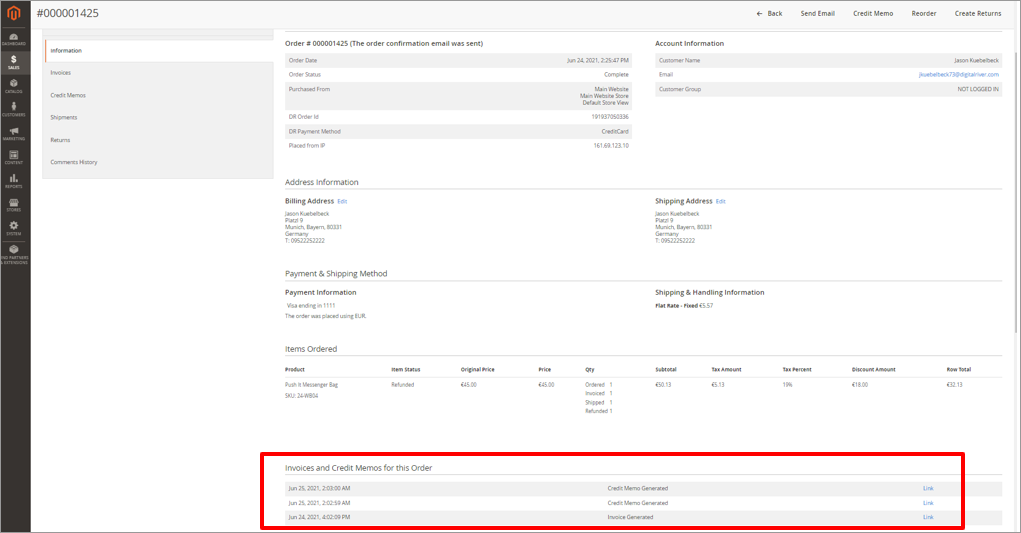 #000001425
← Back Send Email Credit Memo Reorder Create Returns
DASHBOARD
SALES
CATALOG
CUSTOMERS
MARKETING
CONTENT
REPORTS
STORES
SYSTEM
FIND PARTNERS
& EXTENSIONS
Information
Invoices
Credit Memos
Shipments
Returns
Comments History
Order # 000001425 (The order confirmation email was sent)
Order Date Jun 24, 2021, 2:25:47 PM
Order Status Complete
Purchased From Main Website
Main Website Store
Default Store View
DR Order Id 191937050336
DR Payment Method CreditCard
Placed from IP 161.69.123.10
Account Information
Customer Name Jason Kuebelbeck
Email jkuebelbeck73@digitalriver.com
Customer Group NOT LOGGED IN
Address Information
Billing Address Edit
Jason Kuebelbeck
Platzl 9
Munich, Bayern, 80331
Germany
T: 09522252222
Shipping Address Edit
Jason Kuebelbeck
Platzl 9
Munich, Bayern, 80331
Germany
T: 09522252222
Payment & Shipping Method
Payment Information
Visa ending in 1111
The order was placed using EUR.
Shipping & Handling Information
Flat Rate - Fixed €5.57
Items Ordered
Product Item Status Original Price Price Qty Subtotal Tax Amount Tax Percent Discount Amount Row Total
Push It Messenger Bag Refunded €45.00 €45.00 Ordered 1 €50.13 €5.13 19% €18.00 €32.13
SKU: 24-WB04 Invoiced 1
Shipped 1
Refunded 1
Invoices and Credit Memos for this Order
Jun 25, 2021, 2:03:00 AM Credit Memo Generated Link
Jun 25, 2021, 2:02:59 AM Credit Memo Generated Link
Jun 24, 2021, 4:02:09 PM Invoice Generated Link